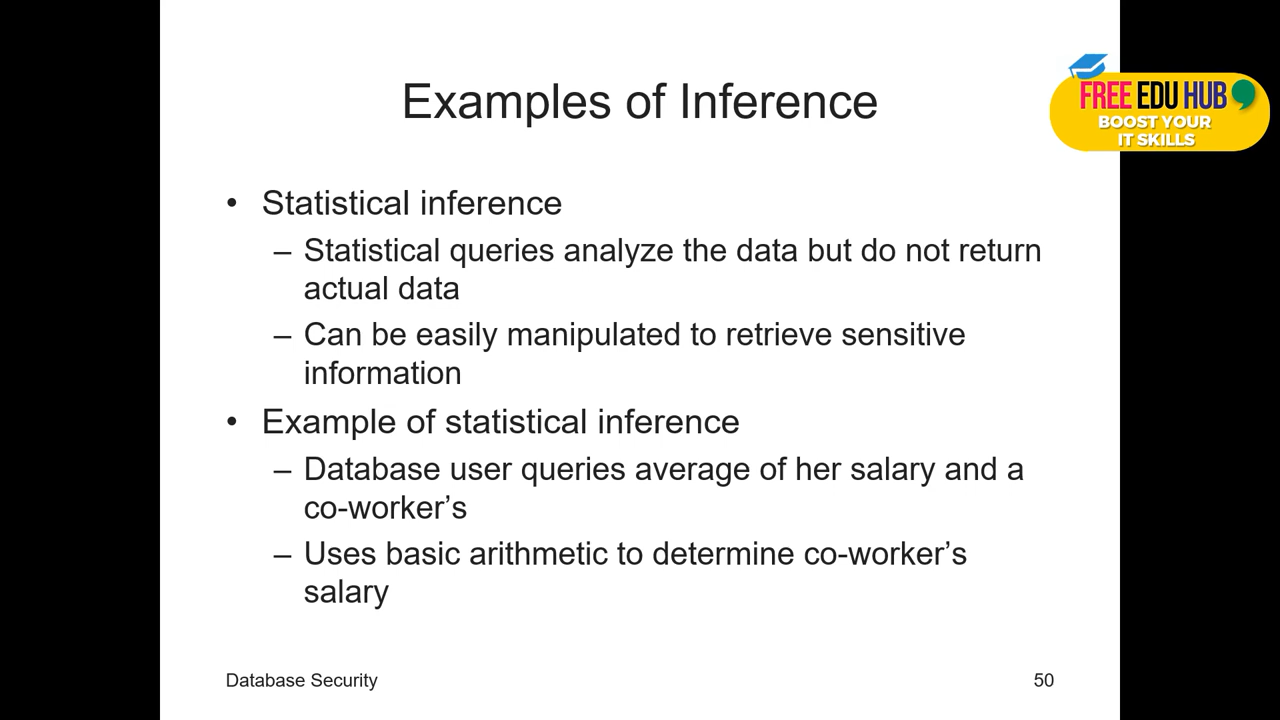 Examples of Inference
FREE EDU HUB
BOOST YOUR
IT SKILLS
• Statistical inference
– Statistical queries analyze the data but do not return
actual data
– Can be easily manipulated to retrieve sensitive
information
• Example of statistical inference
– Database user queries average of her salary and a
co-worker’s
– Uses basic arithmetic to determine co-worker’s
salary
Database Security
50